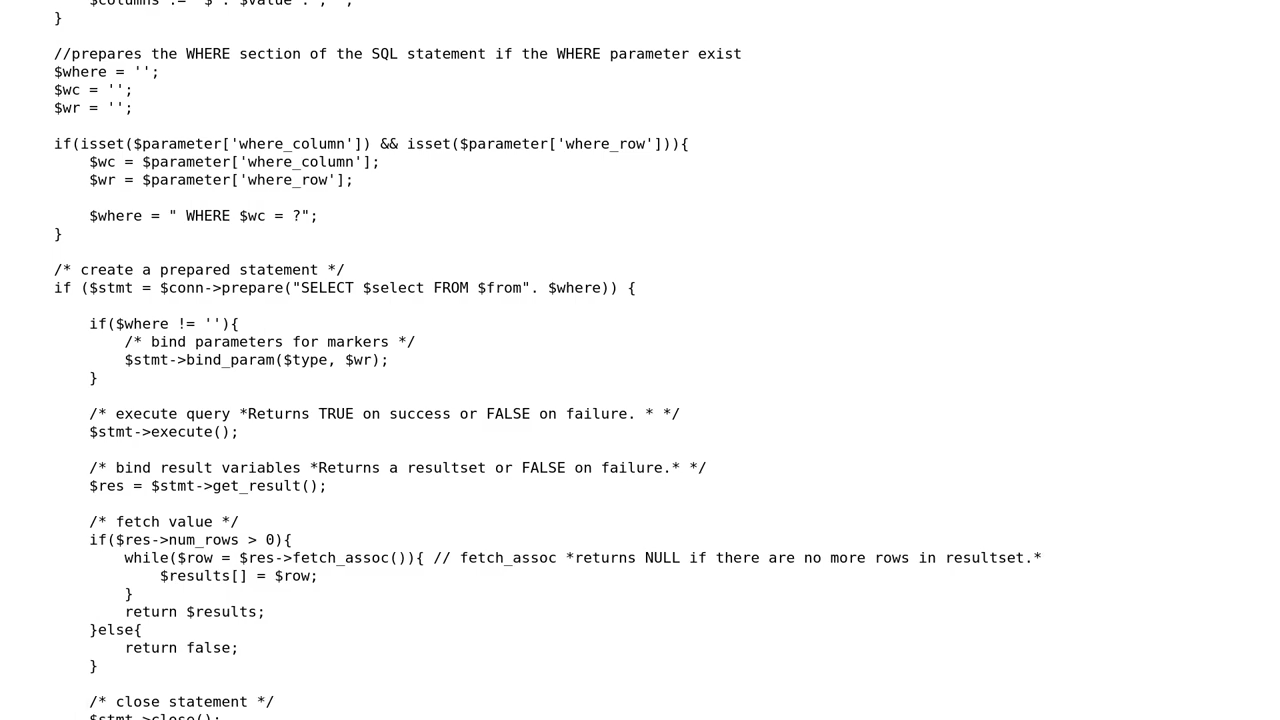 $columns .= "$". $value .", ";
}
//prepares the WHERE section of the SQL statement if the WHERE parameter exist
$where = '';
$wc = '';
$wr = '';
if(isset($parameter['where_column']) && isset($parameter['where_row'])){
$wc = $parameter['where_column'];
$wr = $parameter['where_row'];
$where = " WHERE $wc = ?";
}
/* create a prepared statement */
if ($stmt = $conn->prepare("SELECT $select FROM $from". $where)) {
if($where != ''){
/* bind parameters for markers */
$stmt->bind_param($type, $wr);
}
/* execute query *Returns TRUE on success or FALSE on failure. * */
$stmt->execute();
/* bind result variables *Returns a resultset or FALSE on failure.* */
$res = $stmt->get_result();
/* fetch value */
if($res->num_rows > 0){
while($row = $res->fetch_assoc()){ // fetch_assoc *returns NULL if there are no more rows in resultset.*
$results[] = $row;
}
return $results;
}else{
return false;
}
/* close statement */
$stmt->close();